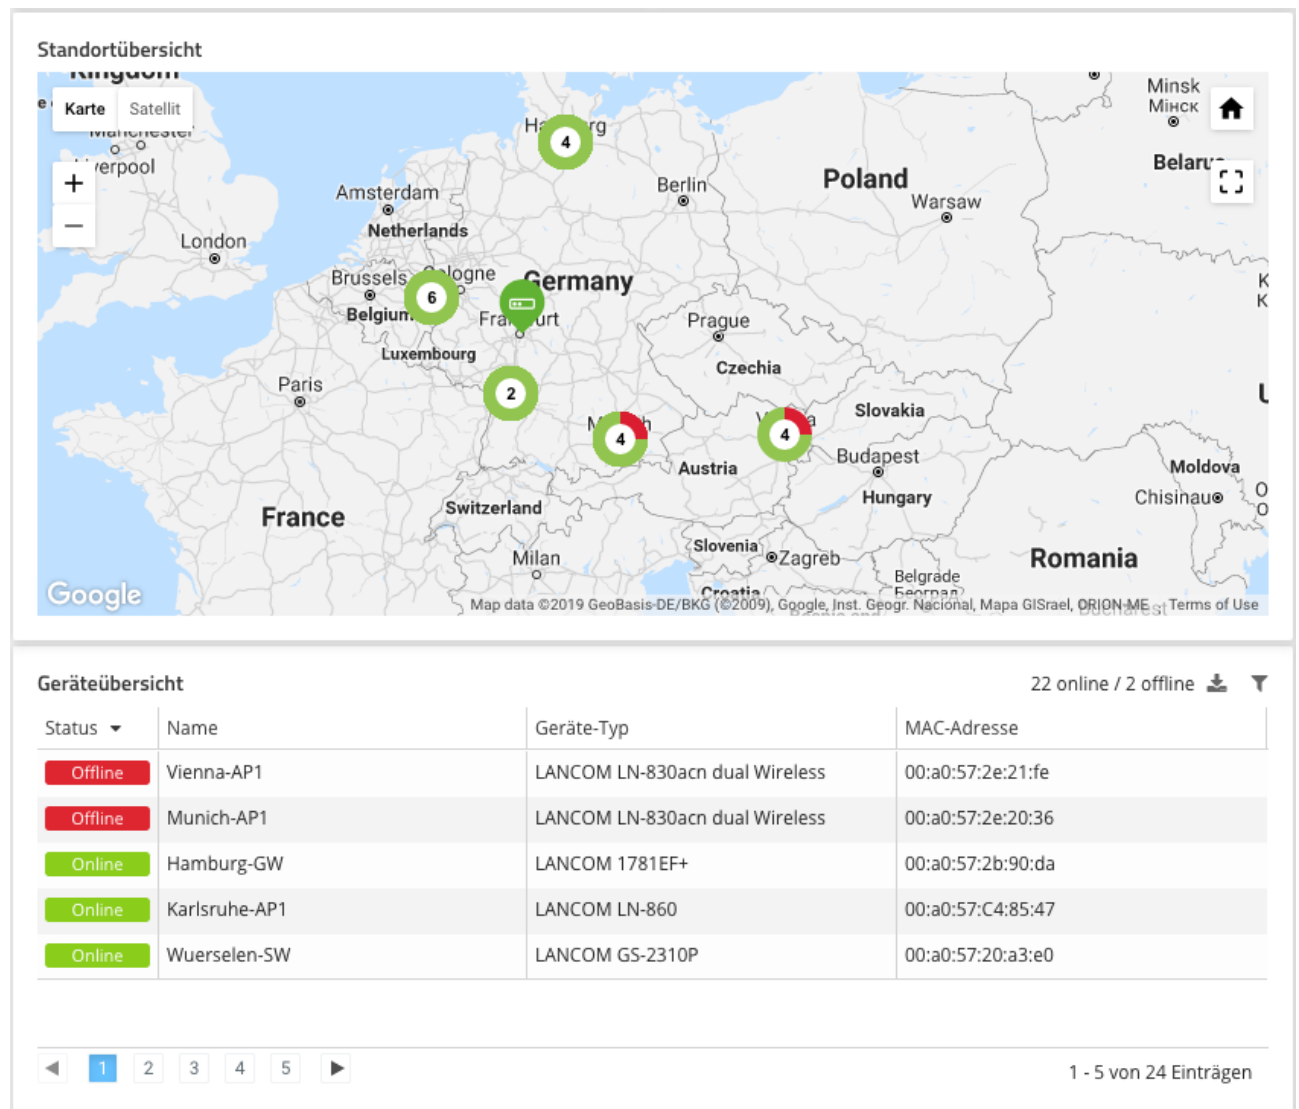 Standortübersicht
Karte
Satellit
Minsk
Мінск
verpool
Belarus
Berlin
Poland
Warsaw
Amsterdam
Netherlands
London
Brussels
Germany
Belgium
Prague
Luxembourg
Czechia
Paris
Slovakia
Budapest
Austria
Moldova
Hungary
Chisinau
Switzerland
France
Slovenia
Zagreb
Milan
Romania
Belgrade
Београд
Croatia
4
6
2
4
4
Google
Map data ©2019 GeoBasis-DE/BKG (©2009), Google, Inst. Geogr. Nacional, Mapa GISrael, ORION-ME
Terms of Use
Geräteübersicht
22 online / 2 offline
Status Name Geräte-Typ MAC-Adresse
Offline Vienna-AP1 LANCOM LN-830acn dual Wireless 00:a0:57:2e:21:fe
Offline Munich-AP1 LANCOM LN-830acn dual Wireless 00:a0:57:2e:20:36
Online Hamburg-GW LANCOM 1781EF+ 00:a0:57:2b:90:da
Online Karlsruhe-AP1 LANCOM LN-860 00:a0:57:C4:85:47
Online Wuerselen-SW LANCOM GS-2310P 00:a0:57:20:a3:e0
1 2 3 4 5
1 - 5 von 24 Einträgen